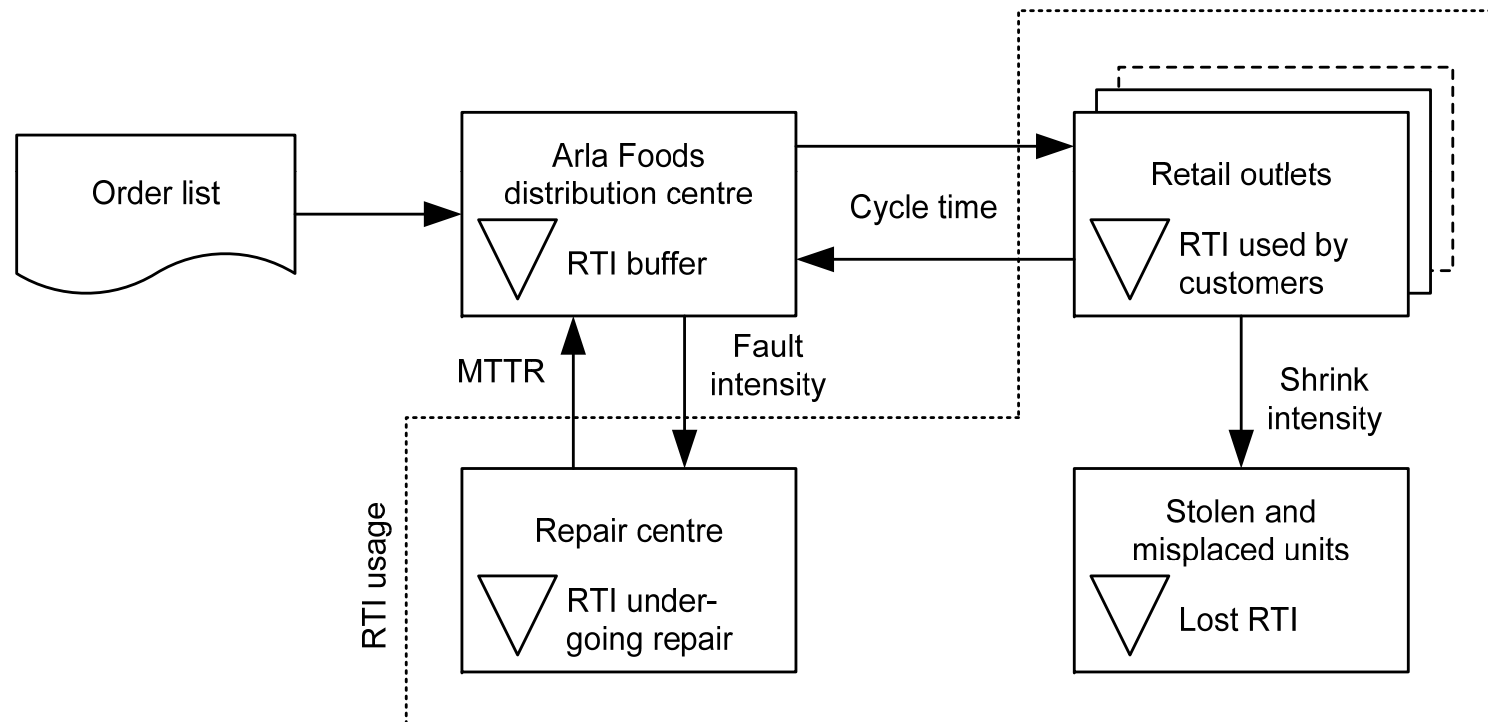 Order list
Arla Foods
distribution centre
RTI buffer
Cycle time
Retail outlets
RTI used by
customers
MTTR
Fault
intensity
Shrink
intensity
RTI usage
Repair centre
RTI under-
going repair
Stolen and
misplaced units
Lost RTI